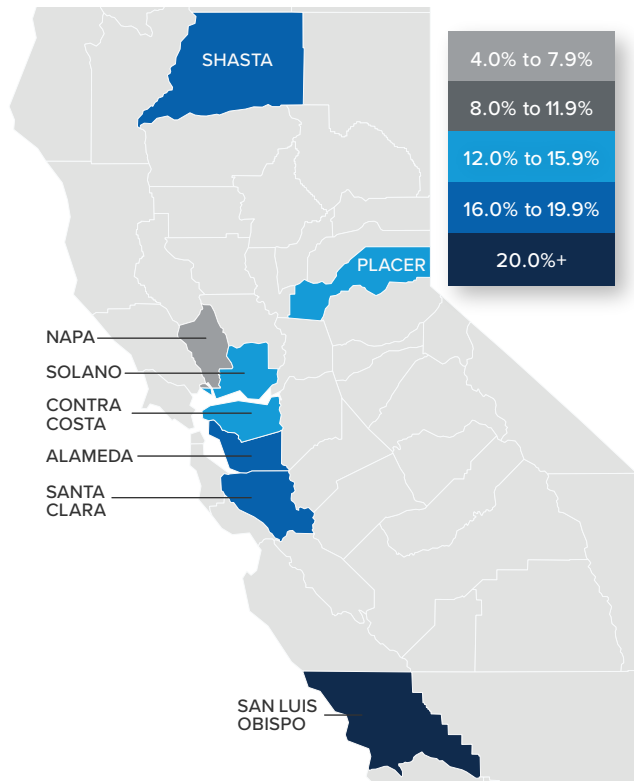 SHASTA
4.0% to 7.9%
8.0% to 11.9%
12.0% to 15.9%
16.0% to 19.9%
20.0%+
PLACER
NAPA
SOLANO
CONTRA
COSTA
ALAMEDA
SANTA
CLARA
SAN LUIS
OBISPO